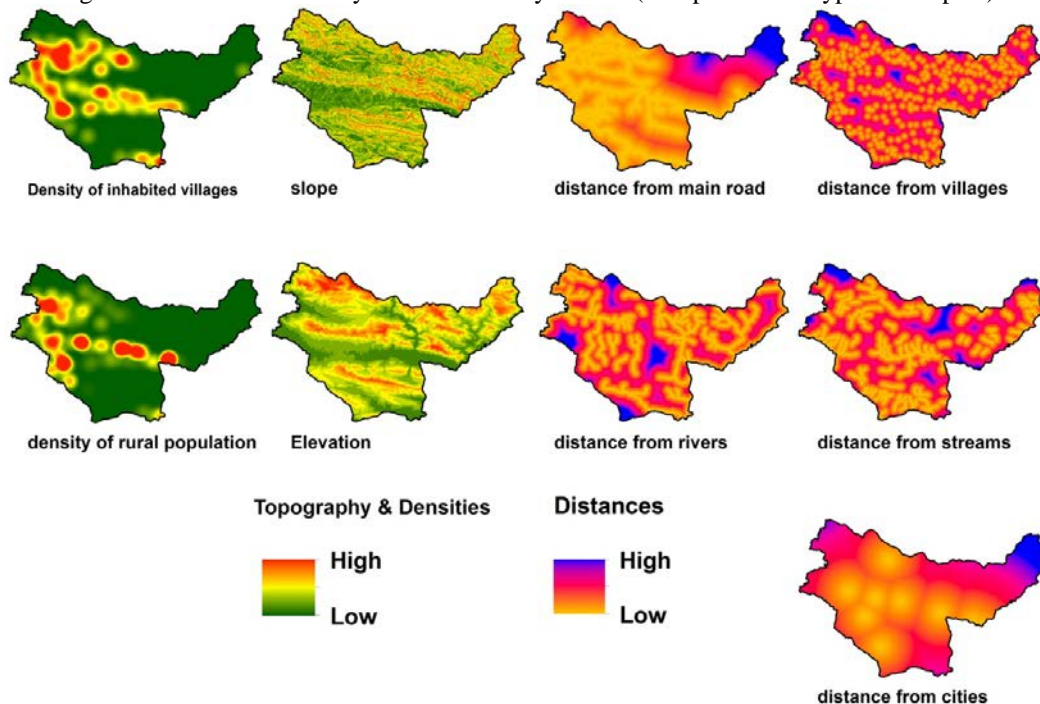 Density of inhabited villages
slope
distance from main road
distance from villages
density of rural population
Elevation
distance from rivers
distance from streams
Topography & Densities
High
Low
Distances
High
Low
distance from cities